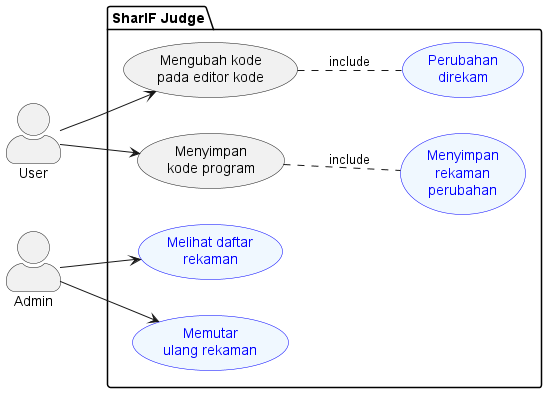 SharIF Judge
Mengubah kode
pada editor kode
include
Perubahan
direkam
User
Menyimpan
kode program
include
Menyimpan
rekaman
perubahan
Admin
Melihat daftar
rekaman
Memutar
ulang rekaman